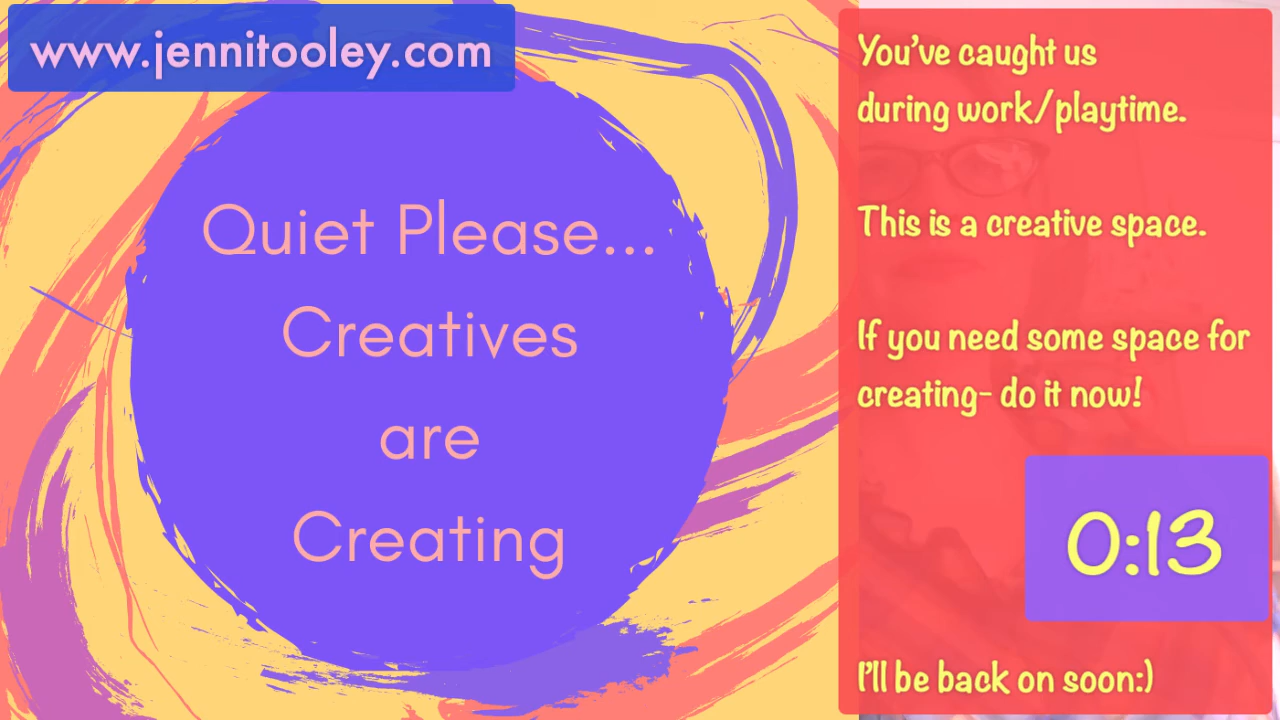 www.jennitooley.com
Quiet Please...
Creatives
are
Creating
You've caught us
during work/playtime.
This is a creative space.
If you need some space for
creating- do it now!
0:13
I'll be back on soon:)